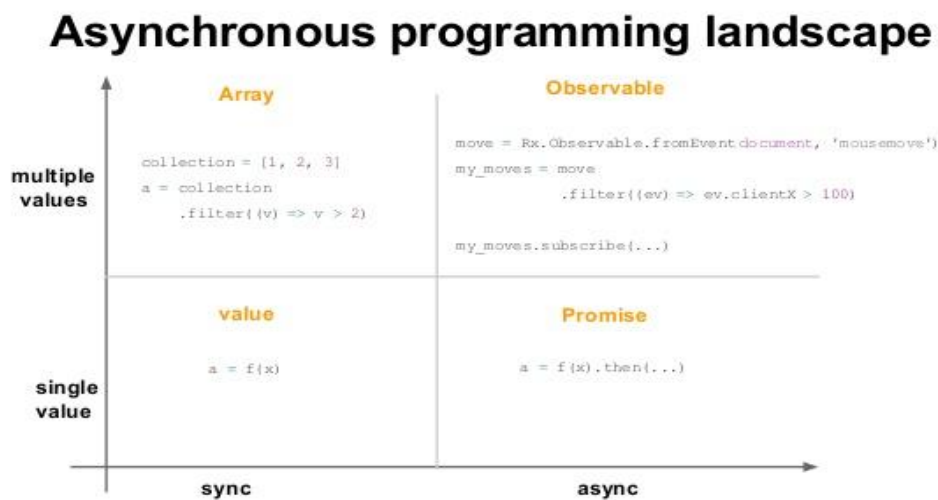 Asynchronous programming landscape
Array
Observable
multiple
values
collection = [1, 2, 3]
a = collection
.filter((v) => v > 2)
move = Rx.Observable.fromEvent(document, 'mousemove')
my_moves = move
.filter((ev) => ev.clientX > 100)
my_moves.subscribe(...)
value
Promise
single
value
a = f(x)
a = f(x).then(...)
sync
async